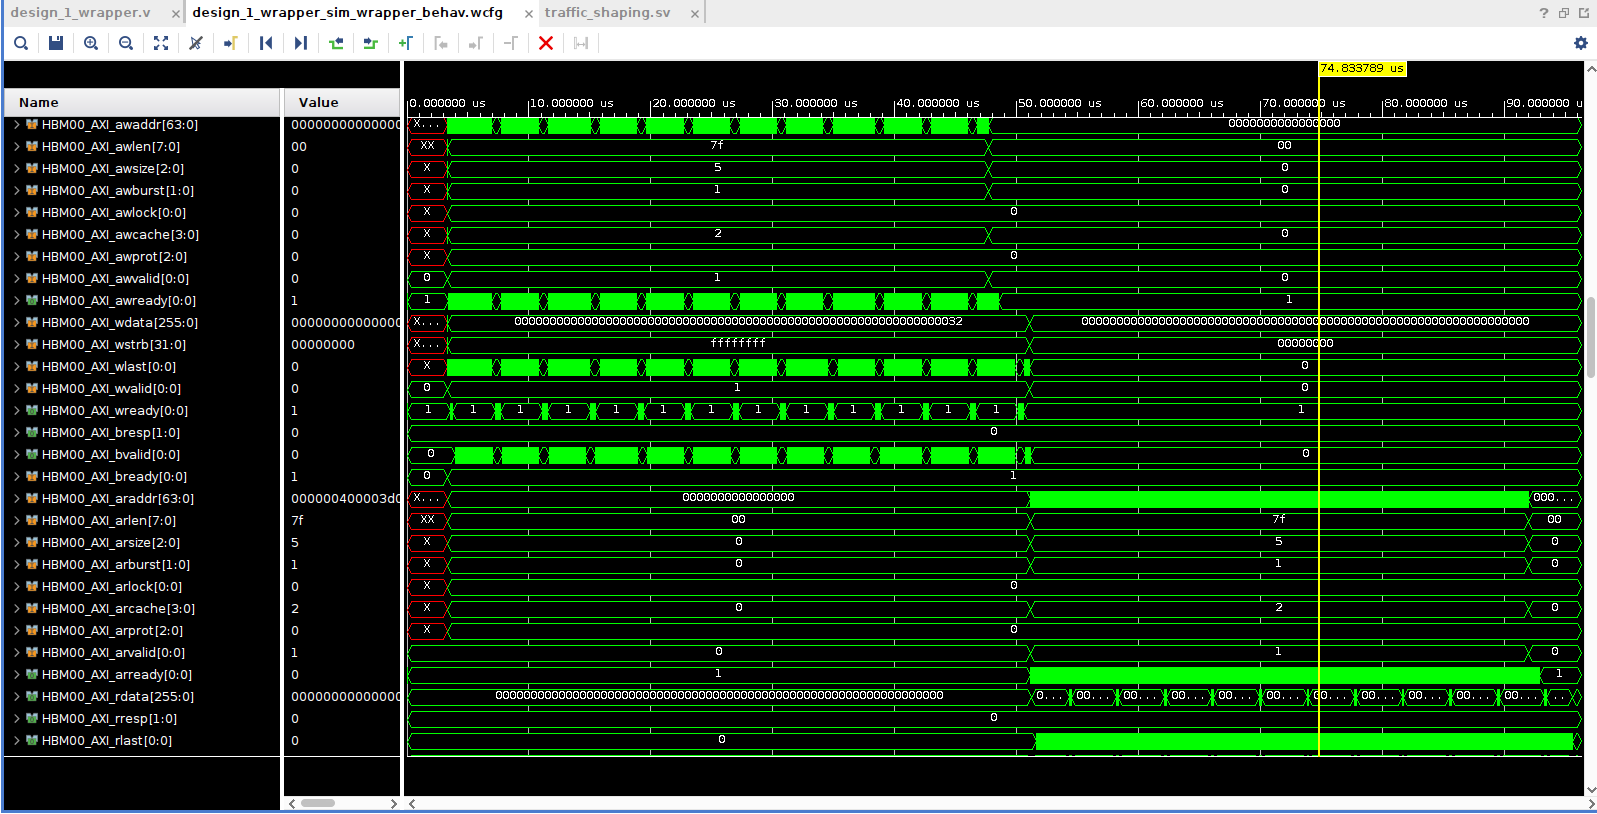 design_1_wrapper.v × design_1_wrapper_sim_wrapper_behav.wcfg × traffic_shaping.sv × ?
74.833789 us
Name Value 0.000000 us 10.000000 us 20.000000 us 30.000000 us 40.000000 us 50.000000 us 60.000000 us 70.000000 us 80.000000 us 90.000000 u
HBM00_AXI_awaddr[63:0] 00000000000000 X... 0000000000000000
HBM00_AXI_awlen[7:0] 00 XX 7f 00
HBM00_AXI_awsize[2:0] 0 X 5 0
HBM00_AXI_awburst[1:0] 0 X 1 0
HBM00_AXI_awlock[0:0] 0 X 0
HBM00_AXI_awcache[3:0] 0 X 2 0
HBM00_AXI_awprot[2:0] 0 X 0
HBM00_AXI_awvalid[0:0] 0 0 1 0
HBM00_AXI_awready[0:0] 1 1 1
HBM00_AXI_wdata[255:0] 00000000000000 X... 0000000000000000000000000000000000000000000000000000000000000032 0000000000000000000000000000000000000000000000000000000000000000
HBM00_AXI_wstrb[31:0] 00000000 X... ffffffff 00000000
HBM00_AXI_wlast[0:0] 0 X 0
HBM00_AXI_wvalid[0:0] 0 0 1 0
HBM00_AXI_wready[0:0] 1 1 1 1 1 1 1 1 1 1 1 1 1 1 1
HBM00_AXI_bresp[1:0] 0 0
HBM00_AXI_bvalid[0:0] 0 0 0
HBM00_AXI_bready[0:0] 1 0 1
HBM00_AXI_araddr[63:0] 000000400003d0 X... 0000000000000000 000...
HBM00_AXI_arlen[7:0] 7f XX 00 7f 00
HBM00_AXI_arsize[2:0] 5 X 0 5 0
HBM00_AXI_arburst[1:0] 1 X 0 1 0
HBM00_AXI_arlock[0:0] 0 X 0
HBM00_AXI_arcache[3:0] 2 X 0 2 0
HBM00_AXI_arprot[2:0] 0 X 0
HBM00_AXI_arvalid[0:0] 1 0 1 0
HBM00_AXI_arready[0:0] 0 1 1
HBM00_AXI_rdata[255:0] 00000000000000 0000000000000000000000000000000000000000000000000000000000000000 0... 00... 00... 00... 00... 00... 00... 00... 00... 00... 00...
HBM00_AXI_rresp[1:0] 0 0
HBM00_AXI_rlast[0:0] 0 0